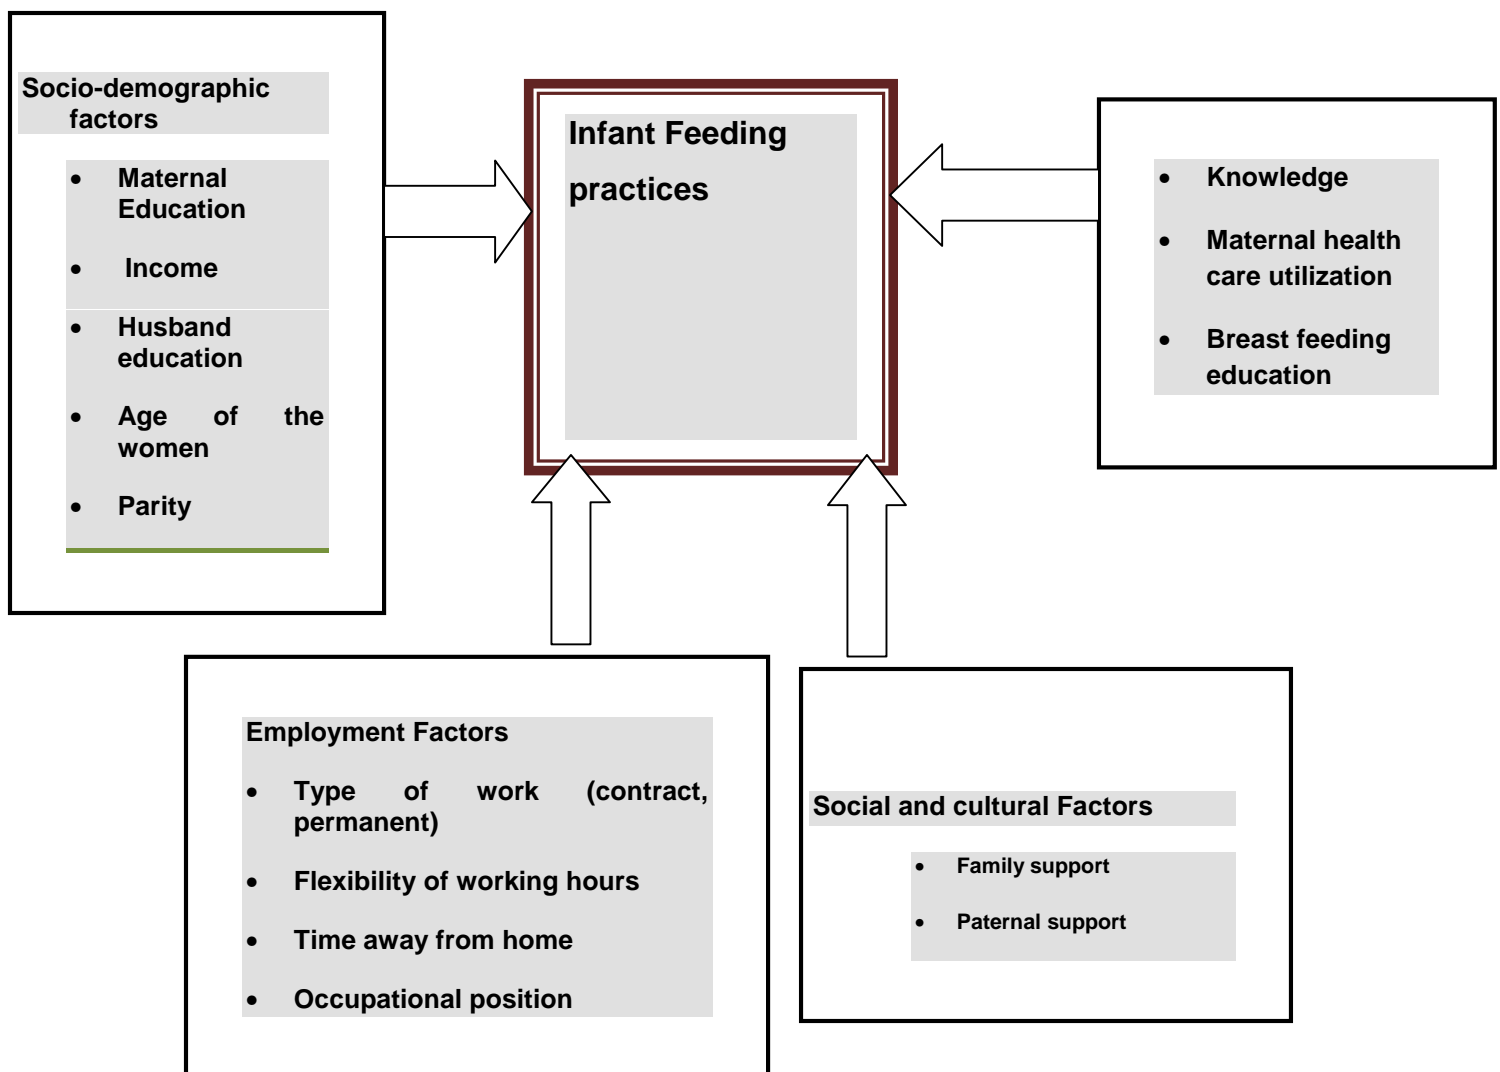 Socio-demographic
factors
• Maternal
Education
• Income
• Husband
education
• Age of the
women
• Parity
Infant Feeding
practices
• Knowledge
• Maternal health
care utilization
• Breast feeding
education
Employment Factors
• Type of work (contract,
permanent)
• Flexibility of working hours
• Time away from home
• Occupational position
Social and cultural Factors
• Family support
• Paternal support